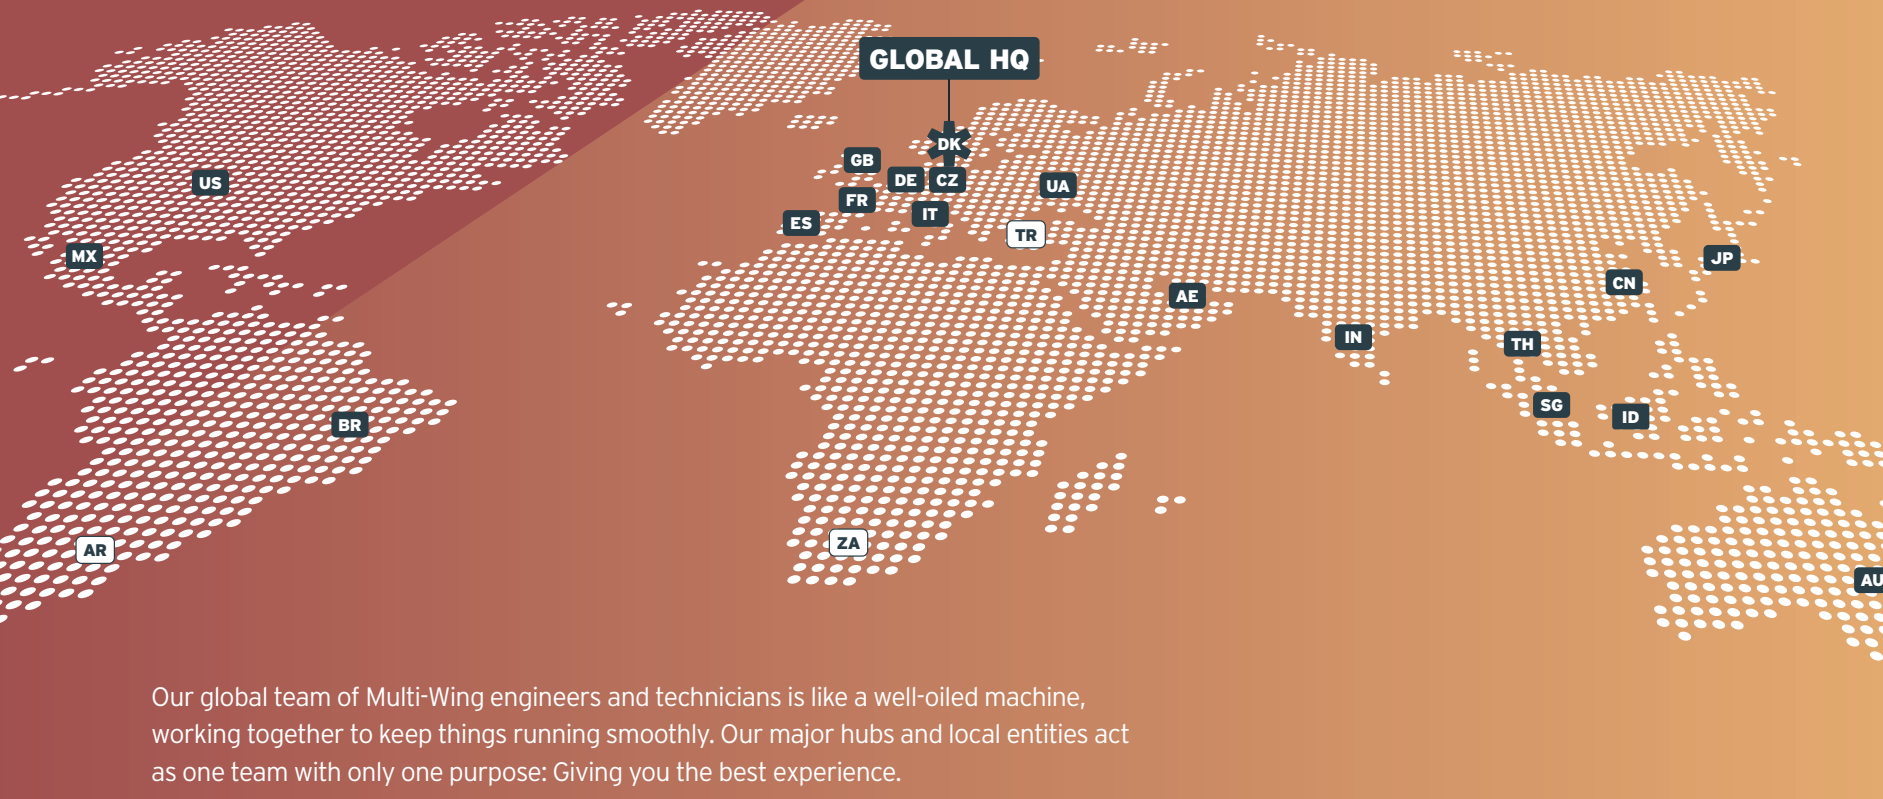 GLOBAL HQ
DK
GB
DE
CZ
US
UA
FR
IT
ES
TR
MX
JP
CN
AE
IN
TH
SG
ID
BR
AR
ZA
AU
Our global team of Multi-Wing engineers and technicians is like a well-oiled machine,
working together to keep things running smoothly. Our major hubs and local entities act
as one team with only one purpose: Giving you the best experience.